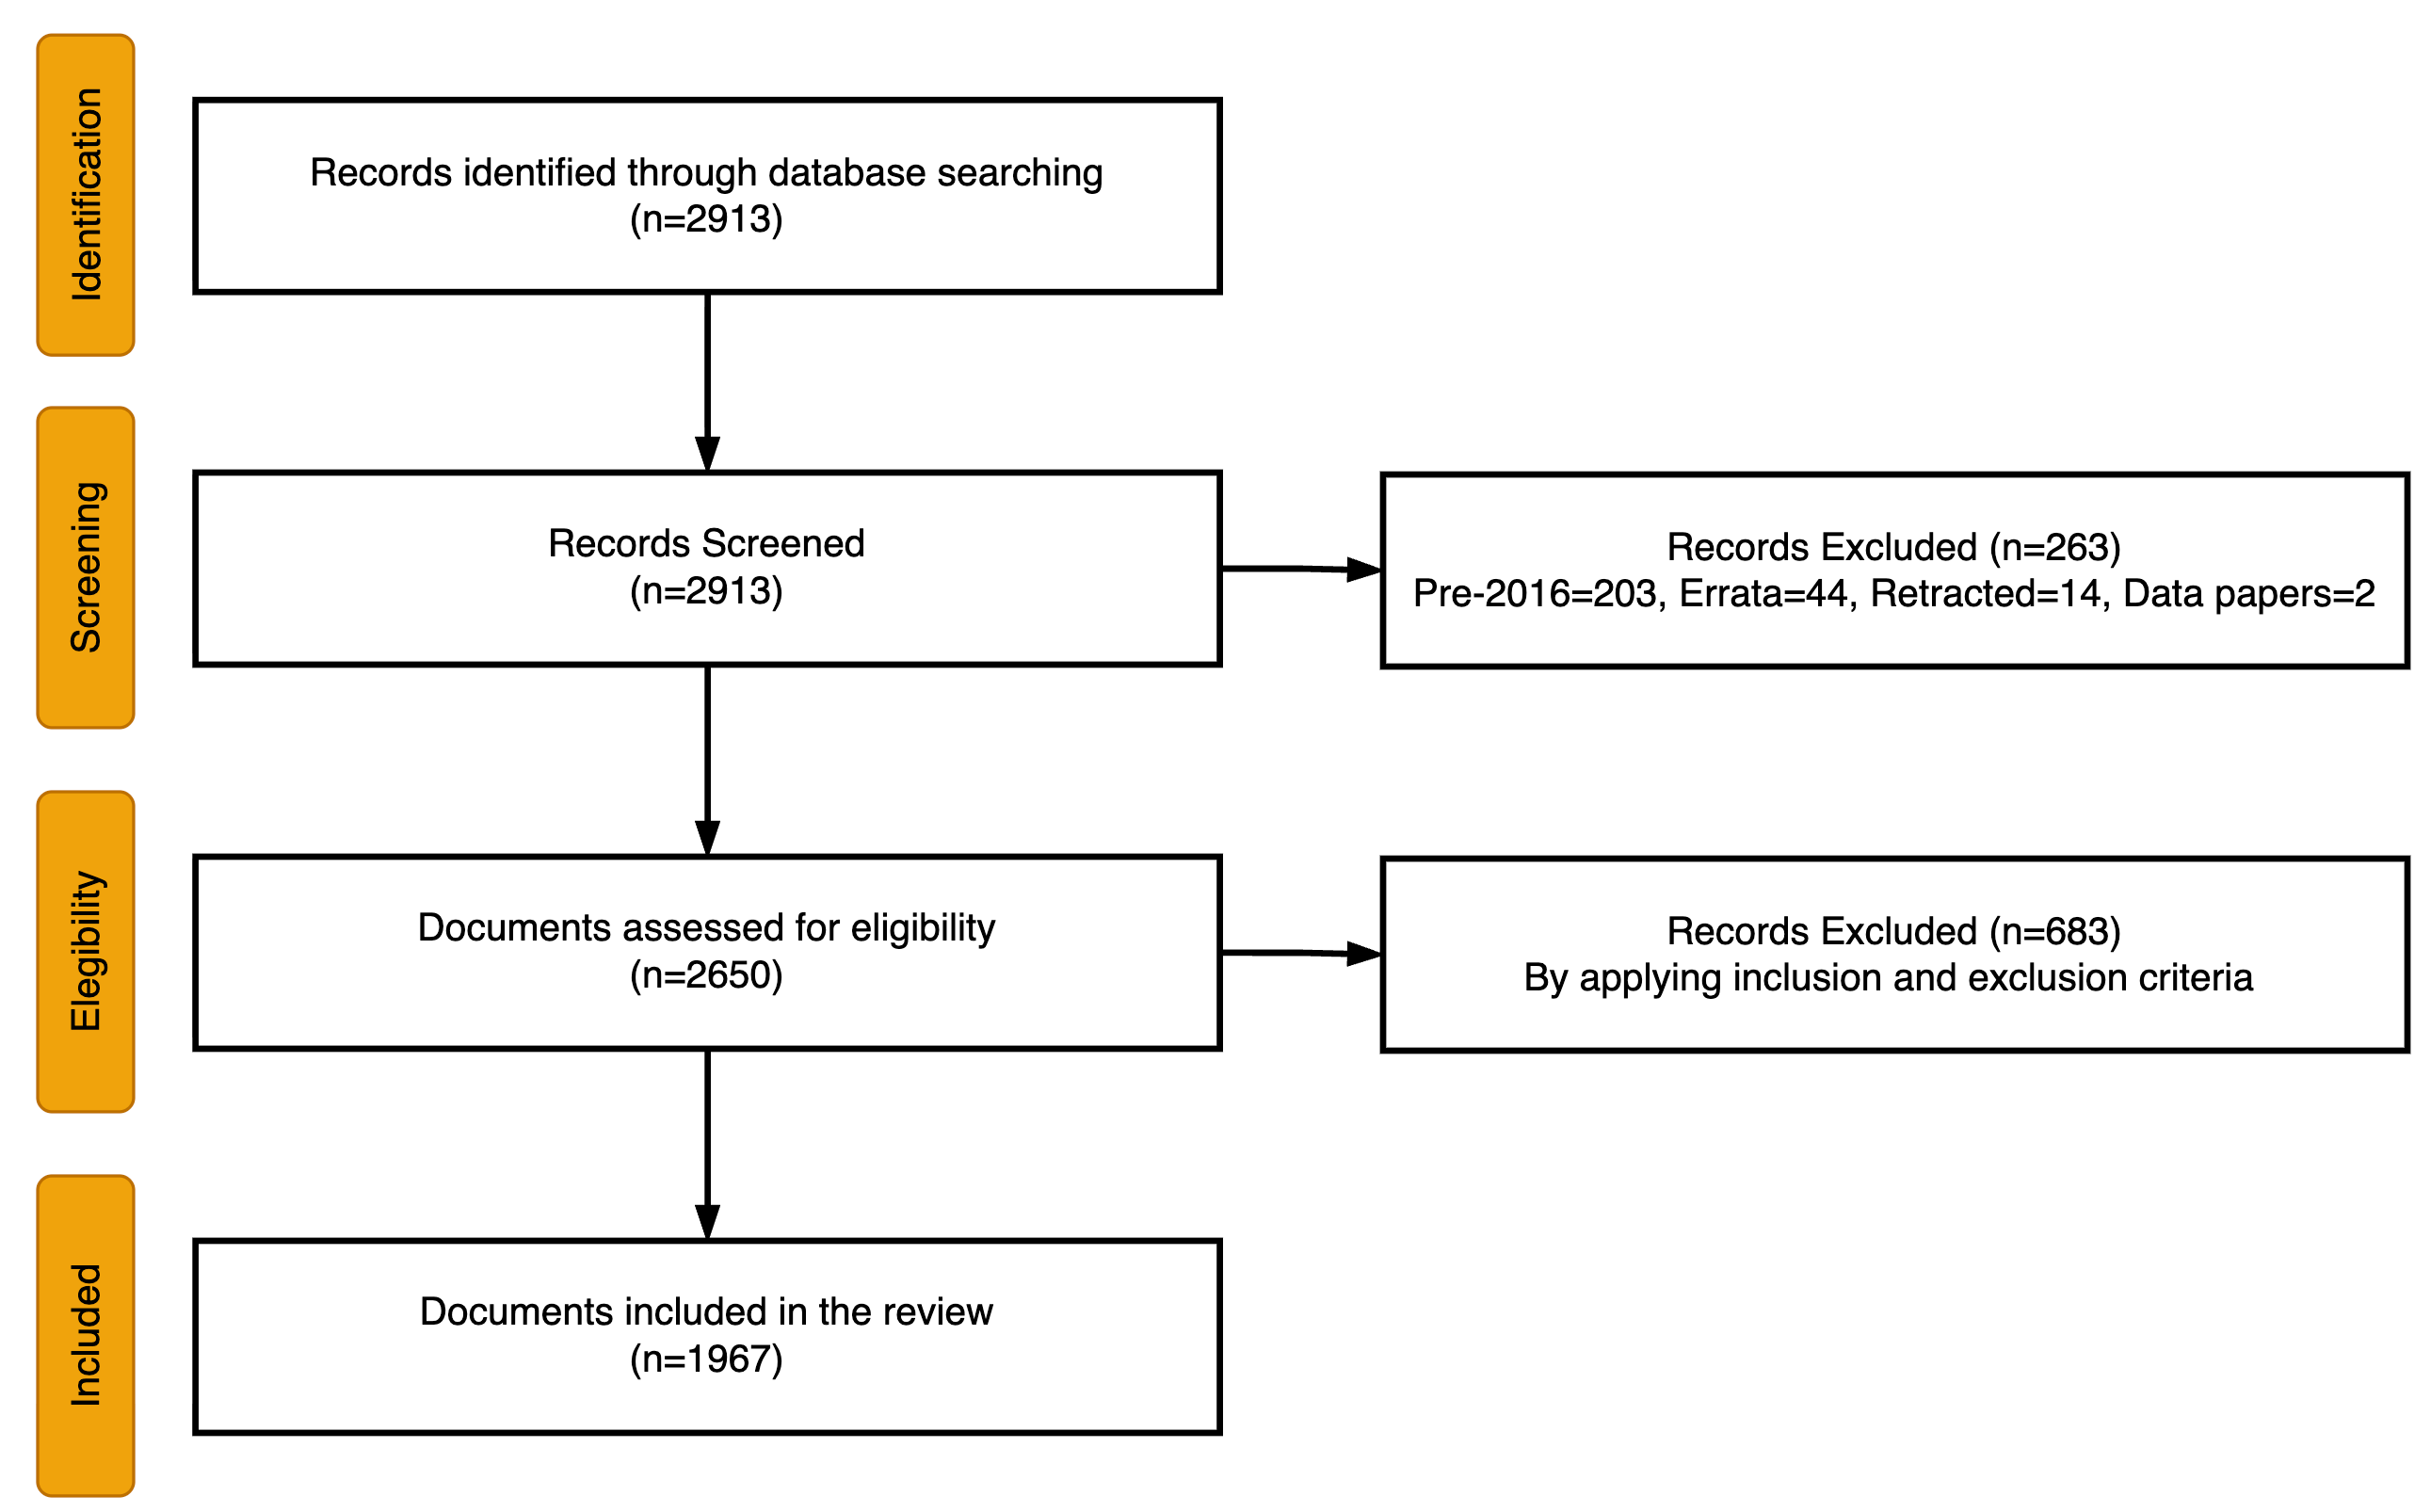 Identification
Records identified through database searching
(n=2913)
Screening
Records Screened
(n=2913)
Records Excluded (n=263)
Pre-2016=203, Errata=44, Retracted=14, Data papers=2
Elegibility
Documents assessed for eligibility
(n=2650)
Records Excluded (n=683)
By applying inclusion and exclusion criteria
Included
Documents included in the review
(n=1967)